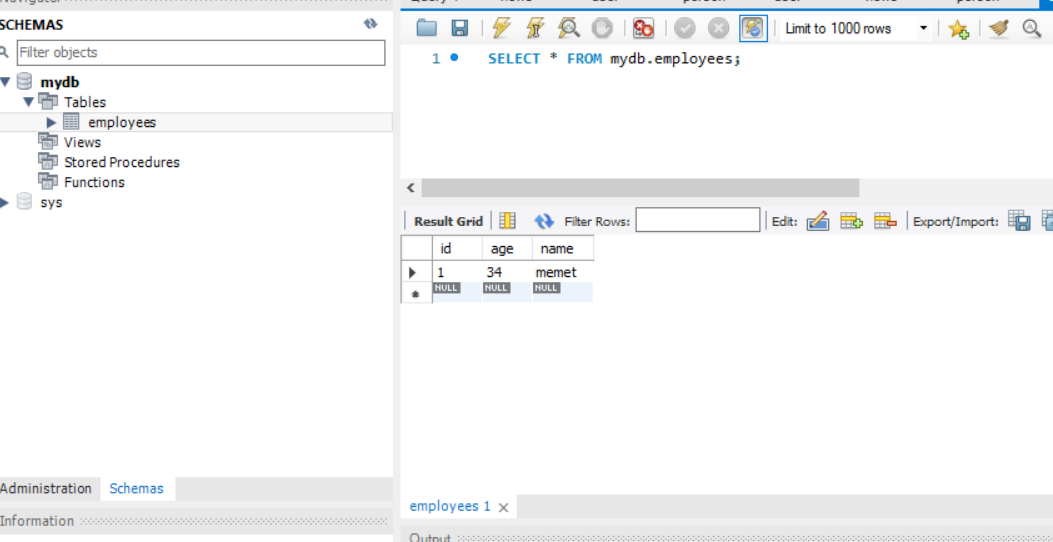 SCHEMAS
Filter objects
mydb
Tables
employees
Views
Stored Procedures
Functions
sys
Administration Schemas
Information
Limit to 1000 rows
1 SELECT * FROM mydb.employees;
Result Grid Filter Rows: Edit: Export/Import:
id age name
1 34 memet
NULL NULL NULL
employees 1
Output